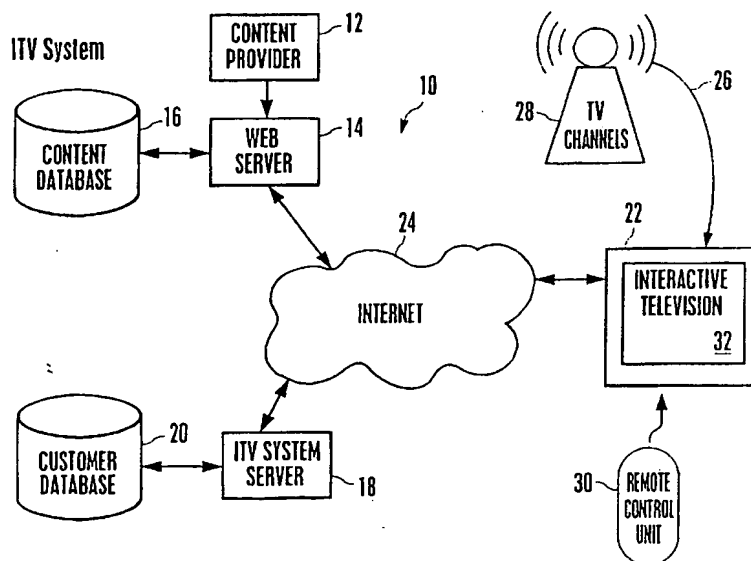 ITV System
CONTENT
PROVIDER
12
10
16
CONTENT
DATABASE
14
WEB
SERVER
28
TV
CHANNELS
26
24
INTERNET
22
INTERACTIVE
TELEVISION
32
20
CUSTOMER
DATABASE
ITV SYSTEM
SERVER
18
30
REMOTE
CONTROL
UNIT